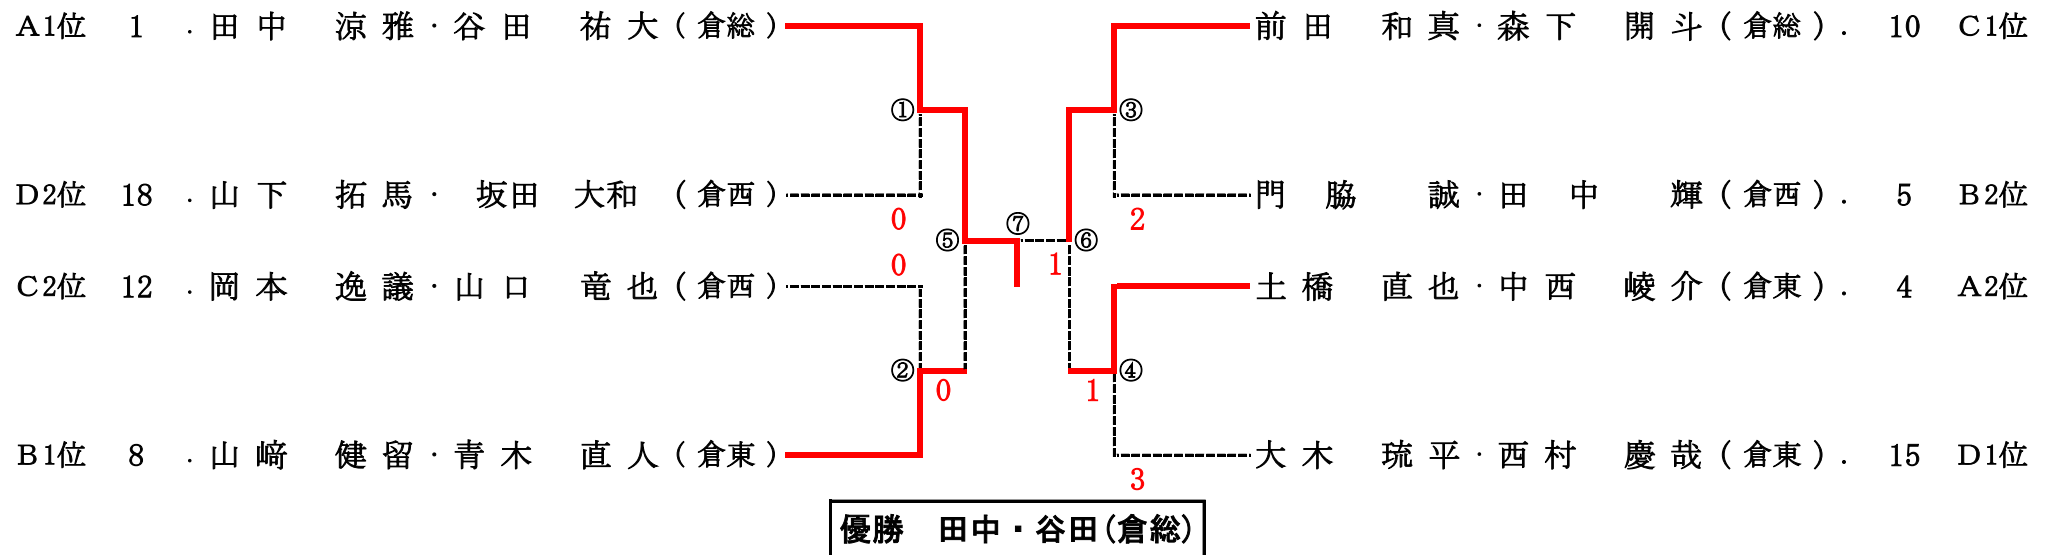 A1位 1 . 田中 涼雅・谷田 祐大(倉総) 前田 和真・森下 開斗(倉総). 10 C1位
① ③
D2位 18 . 山下 拓馬・ 坂田 大和 (倉西) 門脇 誠・田中 輝(倉西). 5 B2位
0 ⑦ 2
⑤ ⑥
0 1
C2位 12 . 岡本 逸議・山口 竜也(倉西) 土橋 直也・中西 崚介(倉東). 4 A2位
② ④
0 1
B1位 8 . 山﨑 健留・青木 直人(倉東) 大木 琉平・西村 慶哉(倉東). 15 D1位
3
優勝 田中・谷田(倉総)